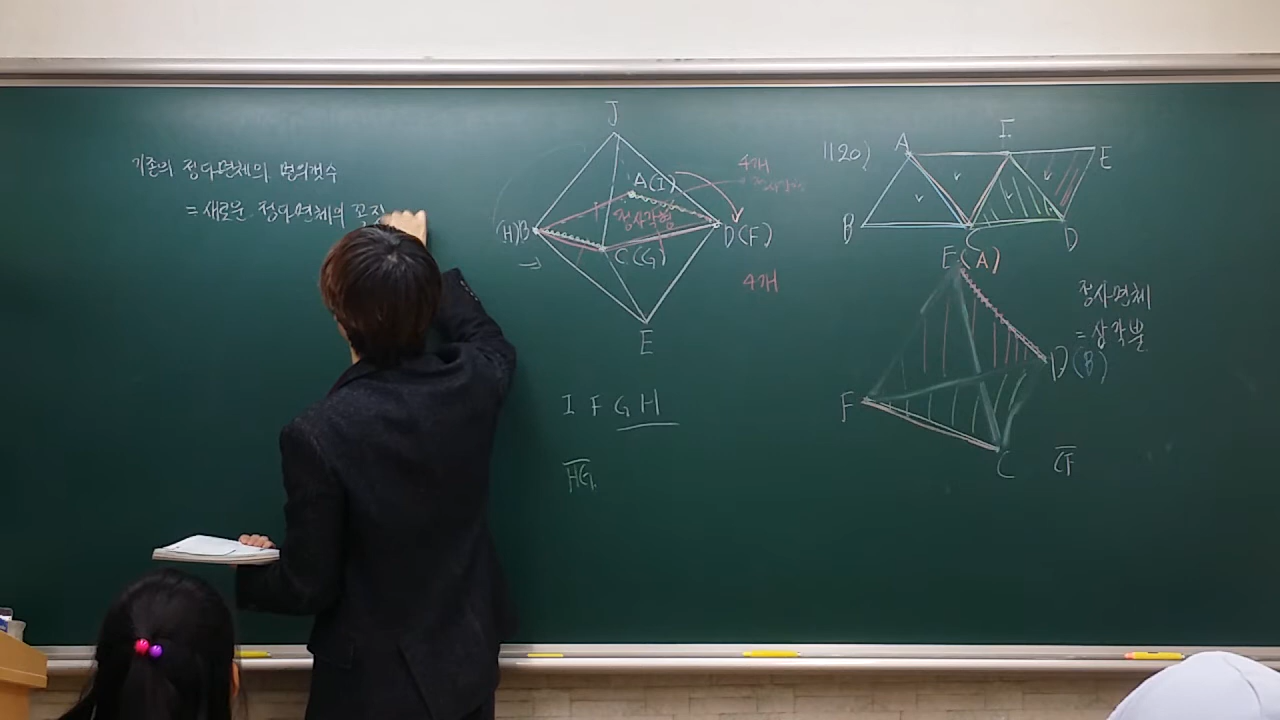 기존의 정다면체의 면의갯수
= 새로운 정다면체의 꼭
J
A(I)
(H)B
D(F)
C(G)
정사각형
E
4개
4개
I F G H
HG
1120)
A
I
E
B
C
D
E(A)
D(B)
F
C
정사면체
= 삼각뿔
CF